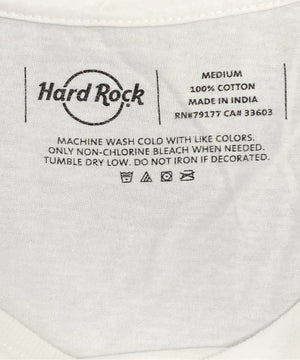 Hard Rock
MEDIUM
100% COTTON
MADE IN INDIA
RN#79177 CA# 33603
MACHINE WASH COLD WITH LIKE COLORS.
ONLY NON-CHLORINE BLEACH WHEN NEEDED.
TUMBLE DRY LOW. DO NOT IRON IF DECORATED.